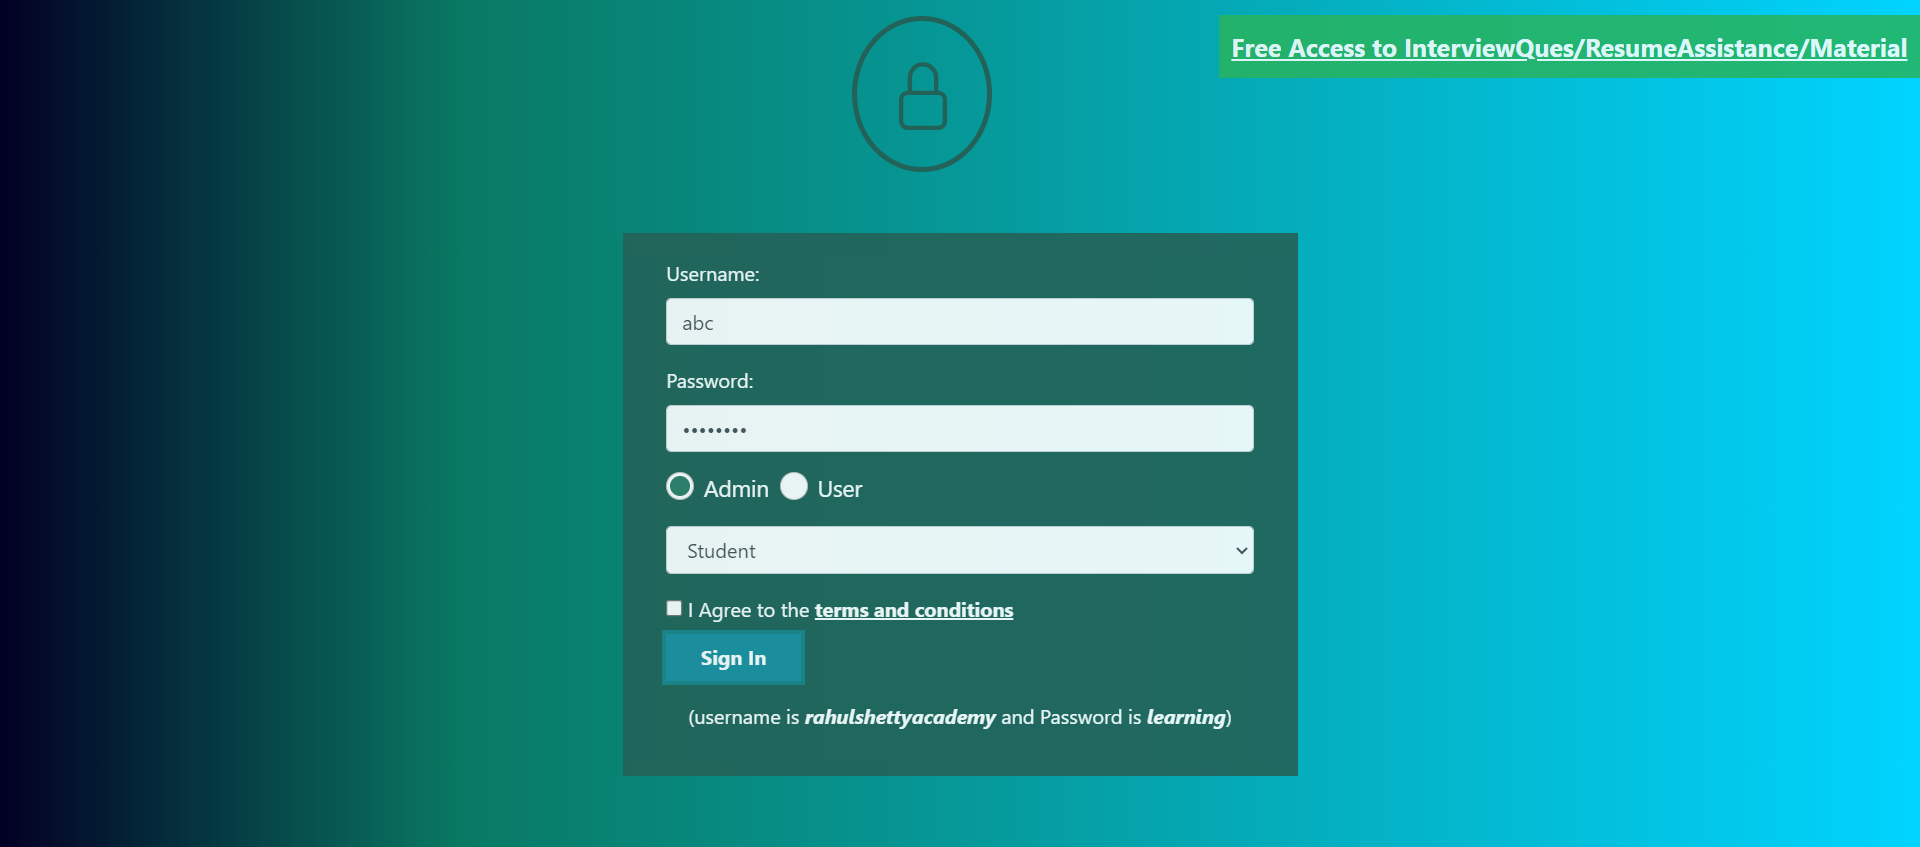 Free Access to InterviewQues/ResumeAssistance/Material
Username:
abc
Password:
••••••••
Admin User
Student
I Agree to the terms and conditions
Sign In
(username is rahulshettyacademy and Password is learning)